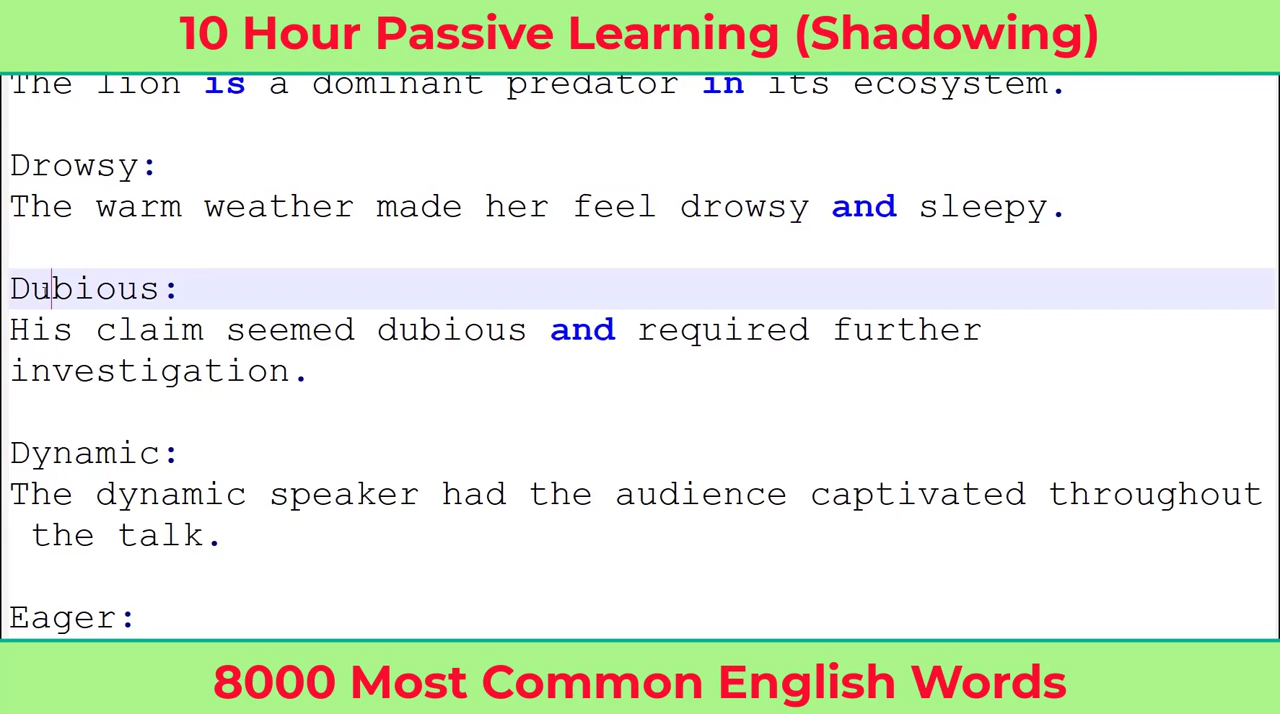 10 Hour Passive Learning (Shadowing)
The lion is a dominant predator in its ecosystem.
Drowsy:
The warm weather made her feel drowsy and sleepy.
Dubious:
His claim seemed dubious and required further
investigation.
Dynamic:
The dynamic speaker had the audience captivated throughout
the talk.
Eager:
8000 Most Common English Words